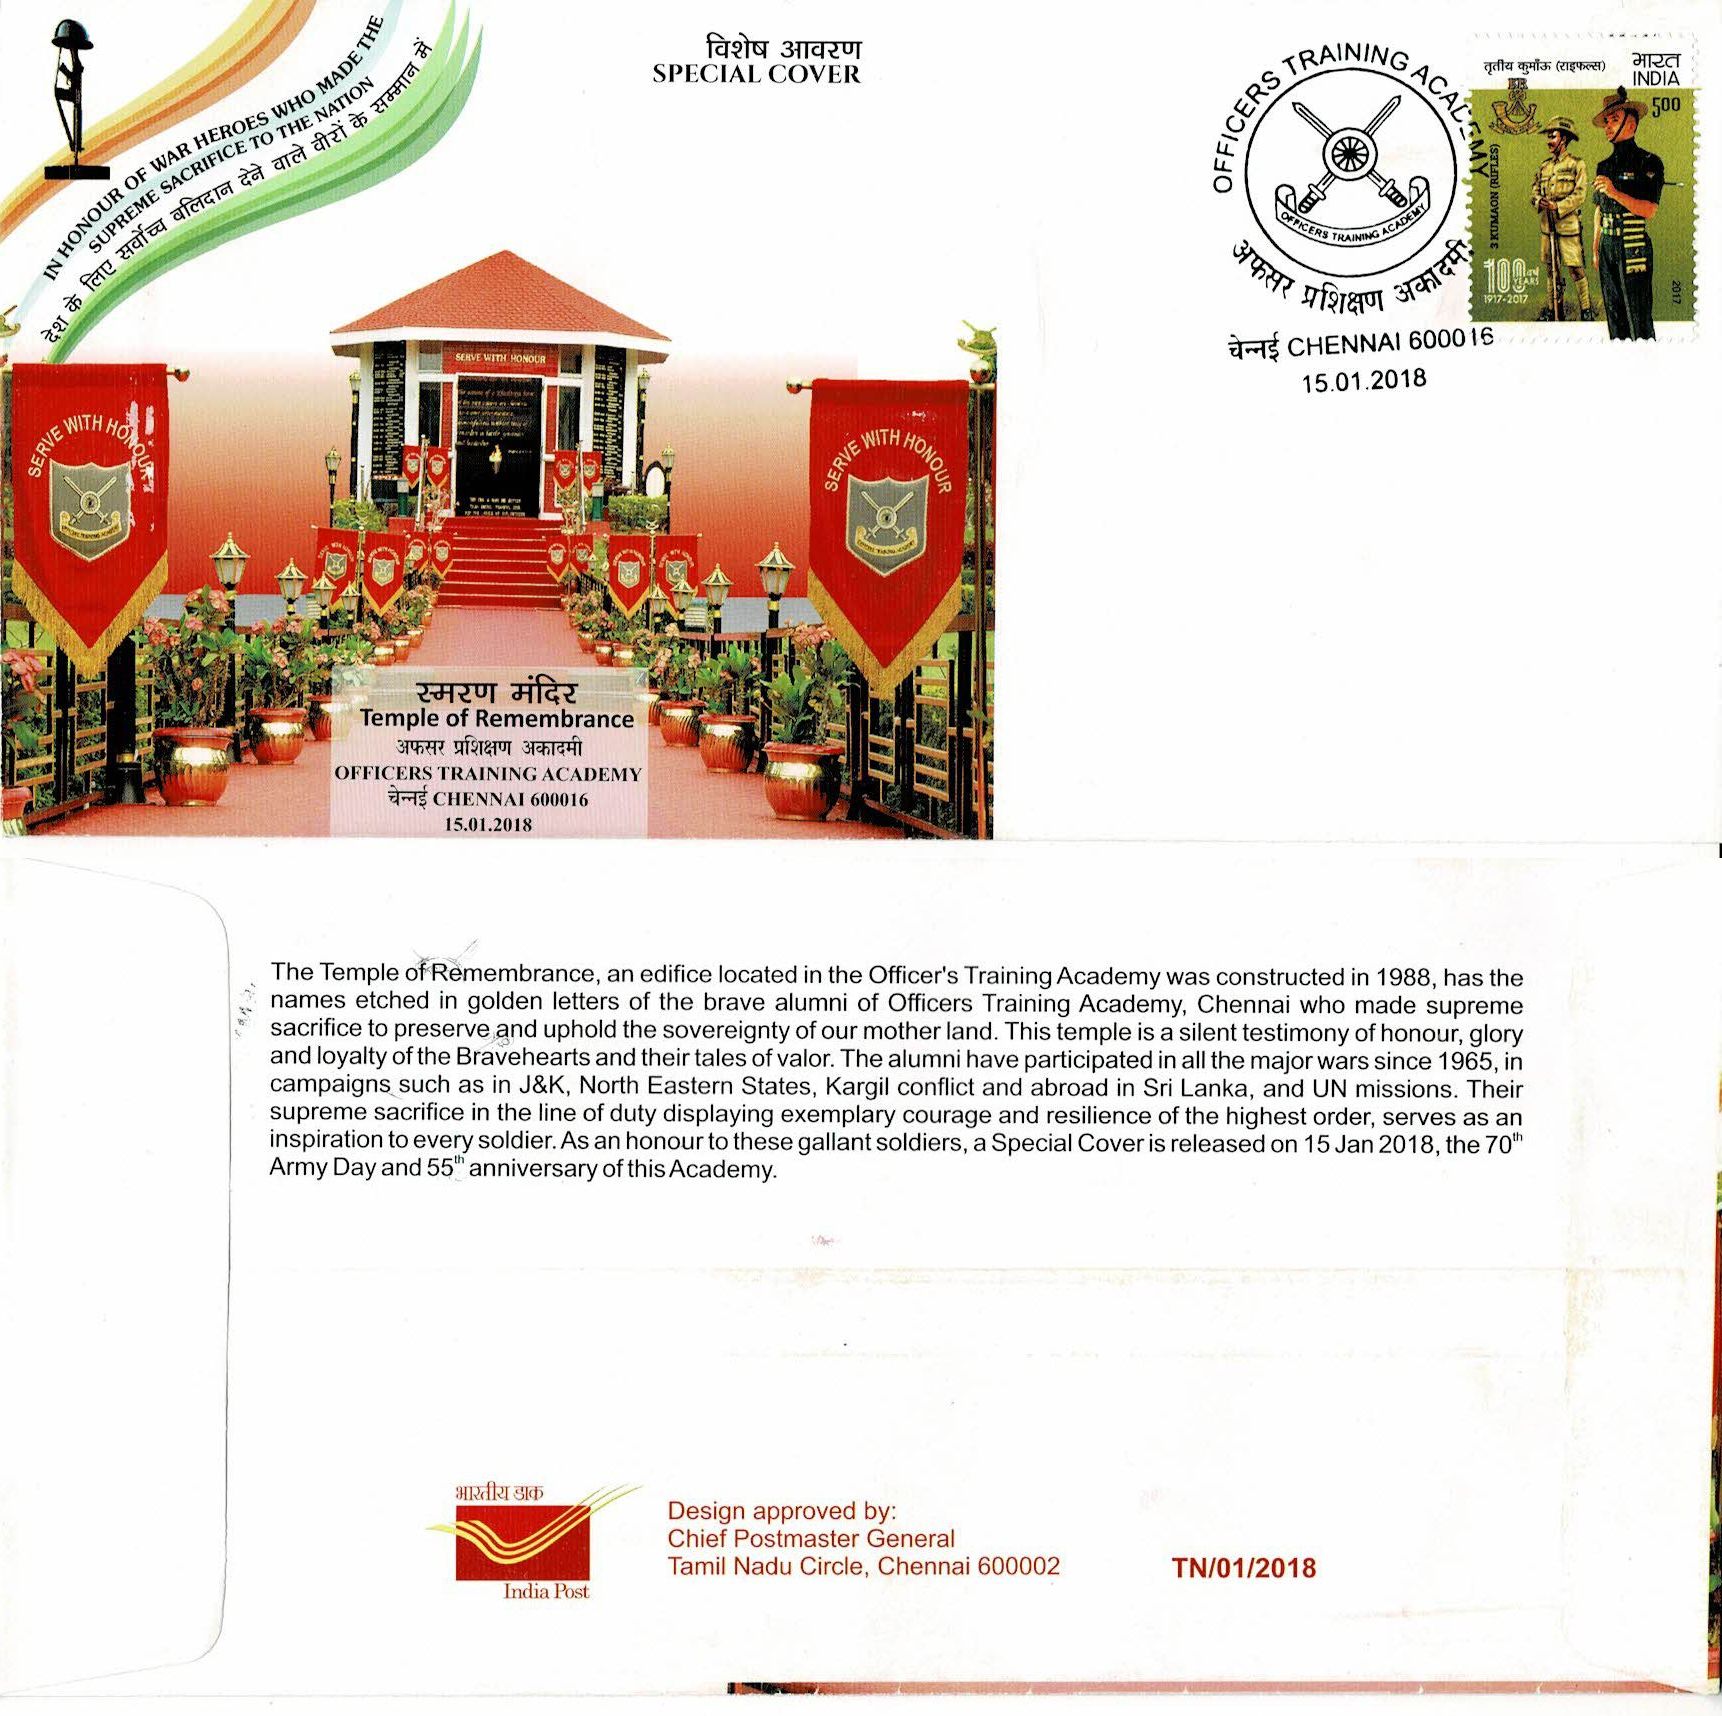 IN HONOUR OF WAR HEROES WHO MADE THE
SUPREME SACRIFICE TO THE NATION
देश के लिए सर्वोच्च बलिदान देने वाले वीरों के सम्मान में
विशेष आवरण
SPECIAL COVER
OFFICERS TRAINING ACADEMY
OFFICERS TRAINING ACADEMY
अफसर प्रशिक्षण अकादमी
चेन्नई CHENNAI 600016
15.01.2018
तृतीय कुमाँऊ (राइफल्स)
भारत
INDIA
500
3 KUMAON (RIFLES)
100 वर्ष
YEARS
1917-2017
2017
SERVE WITH HONOUR
SERVE WITH HONOUR
OFFICERS TRAINING ACADEMY
SERVE WITH HONOUR
OFFICERS TRAINING ACADEMY
स्मरण मंदिर
Temple of Remembrance
अफसर प्रशिक्षण अकादमी
OFFICERS TRAINING ACADEMY
चेन्नई CHENNAI 600016
15.01.2018
The Temple of Remembrance, an edifice located in the Officer's Training Academy was constructed in 1988, has the
names etched in golden letters of the brave alumni of Officers Training Academy, Chennai who made supreme
sacrifice to preserve and uphold the sovereignty of our mother land. This temple is a silent testimony of honour, glory
and loyalty of the Bravehearts and their tales of valor. The alumni have participated in all the major wars since 1965, in
campaigns such as in J&K, North Eastern States, Kargil conflict and abroad in Sri Lanka, and UN missions. Their
supreme sacrifice in the line of duty displaying exemplary courage and resilience of the highest order, serves as an
inspiration to every soldier. As an honour to these gallant soldiers, a Special Cover is released on 15 Jan 2018, the 70th
Army Day and 55th anniversary of this Academy.
भारतीय डाक
India Post
Design approved by:
Chief Postmaster General
Tamil Nadu Circle, Chennai 600002
TN/01/2018